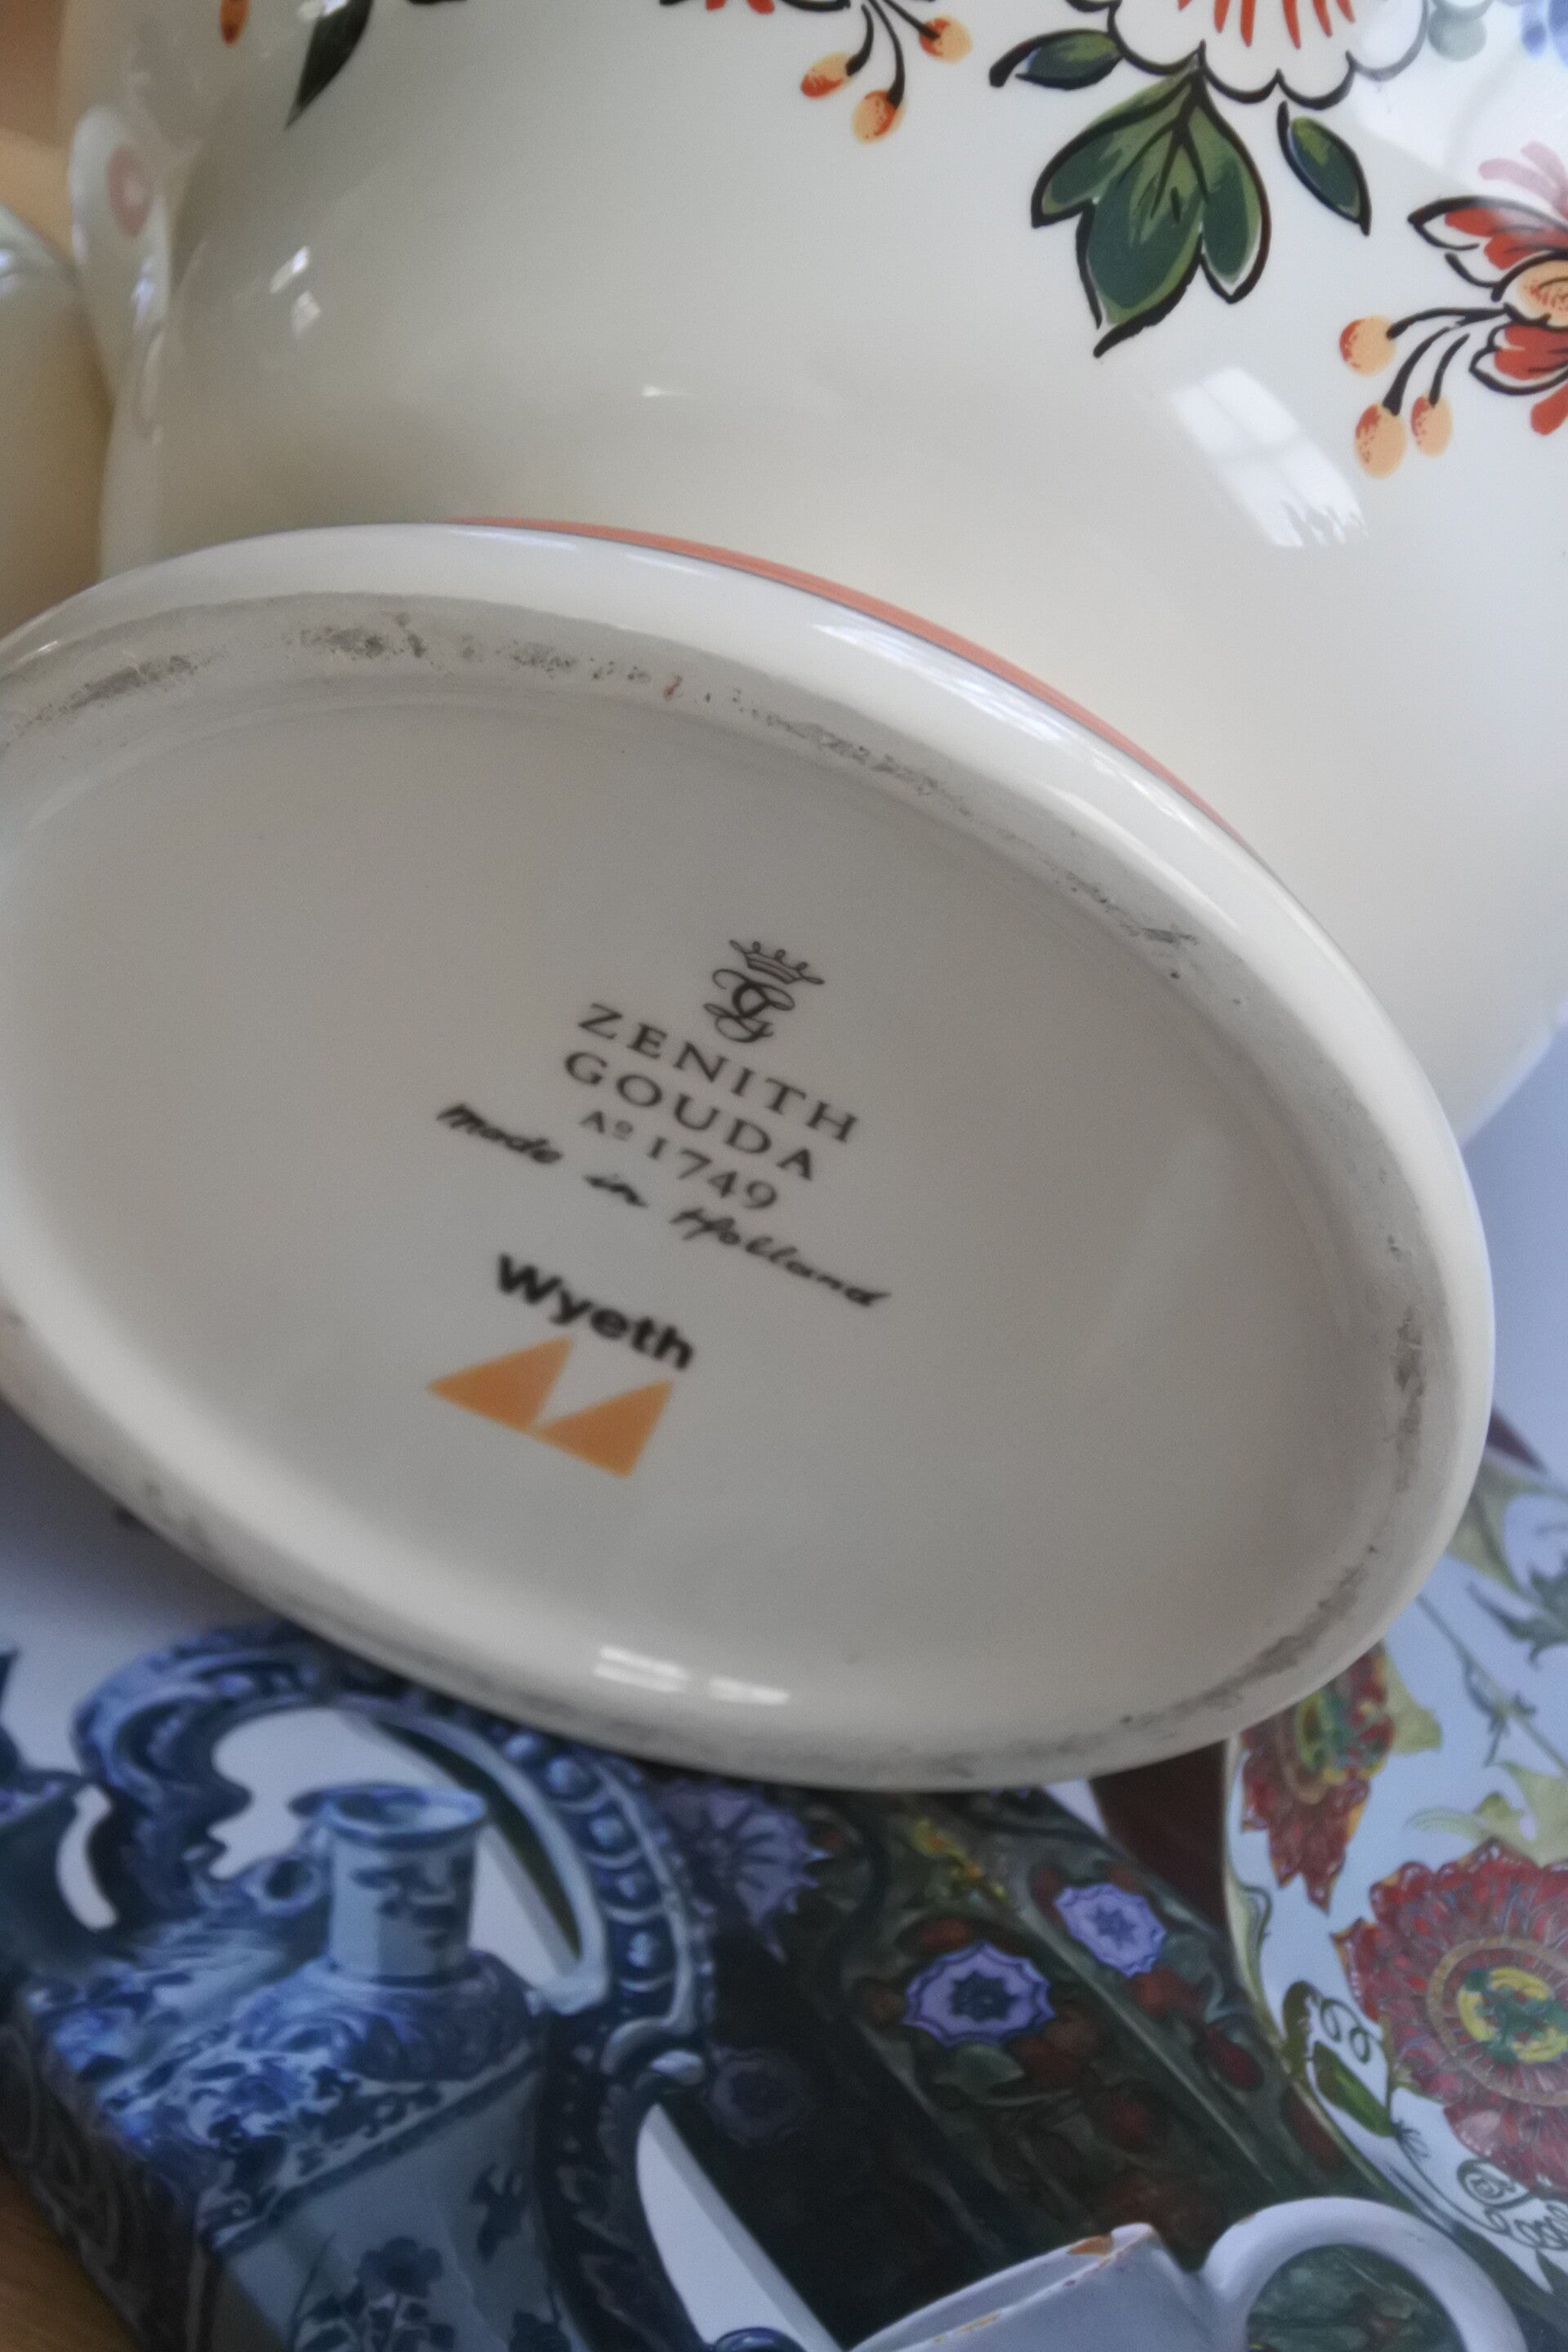 ZENITH
GOUDA
Aº 1749
made in Holland
Wyeth